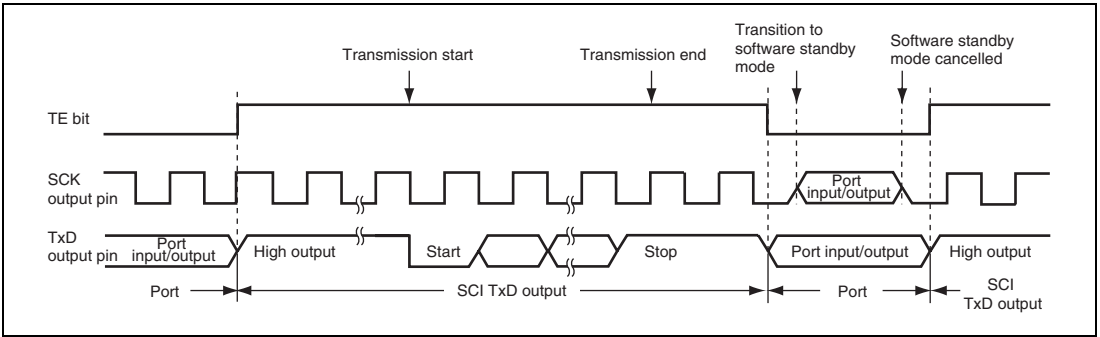 Transmission start
Transmission end
Transition to
software standby
mode
Software standby
mode cancelled
TE bit
SCK
output pin
Port
input/output
TxD
output pin
Port
input/output
High output
Start
Stop
Port input/output
High output
Port
SCI TxD output
Port
SCI
TxD output